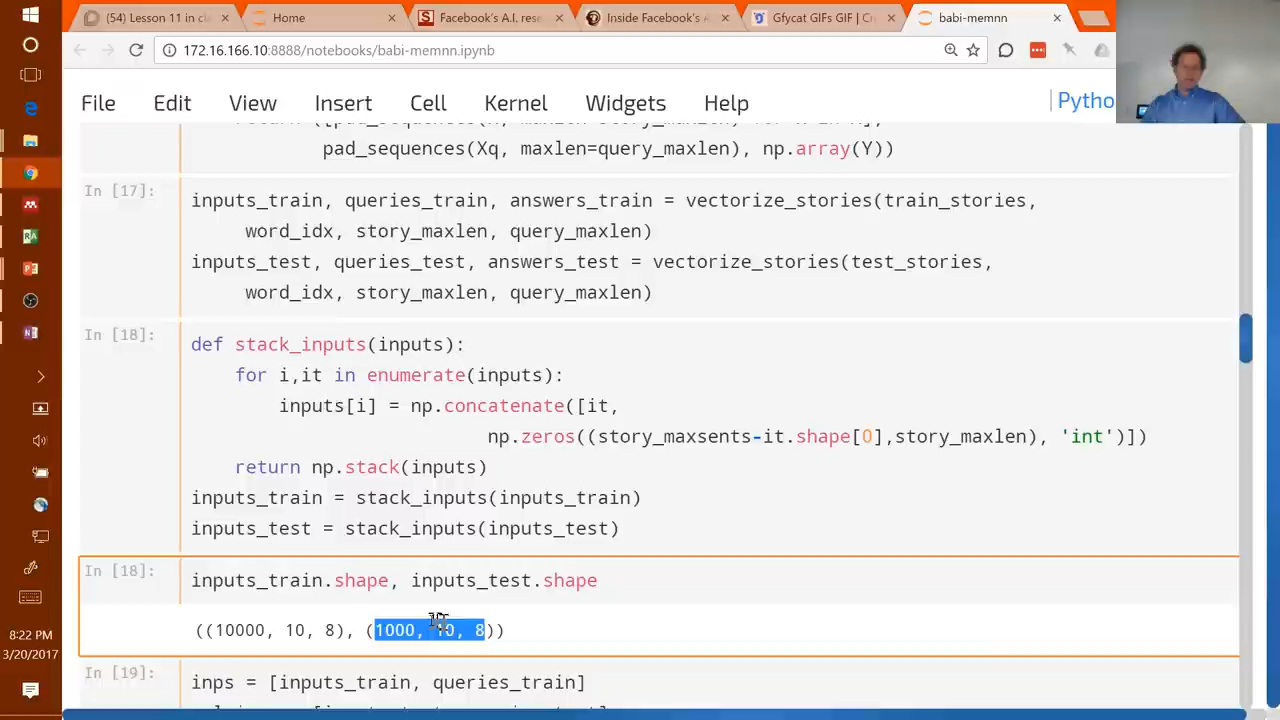 (54) Lesson 11 in cl
Home
Facebook's A.I. rese
Inside Facebook's A
Gfycat GIFs GIF | Cr
babi-memnn
172.16.166.10:8888/notebooks/babi-memnn.ipynb
File Edit View Insert Cell Kernel Widgets Help
Pytho
pad_sequences(Xq, maxlen=query_maxlen), np.array(Y))
In [17]:
inputs_train, queries_train, answers_train = vectorize_stories(train_stories,
word_idx, story_maxlen, query_maxlen)
inputs_test, queries_test, answers_test = vectorize_stories(test_stories,
word_idx, story_maxlen, query_maxlen)
In [18]:
def stack_inputs(inputs):
for i,it in enumerate(inputs):
inputs[i] = np.concatenate([it,
np.zeros((story_maxsents-it.shape[0],story_maxlen), 'int')])
return np.stack(inputs)
inputs_train = stack_inputs(inputs_train)
inputs_test = stack_inputs(inputs_test)
In [18]:
inputs_train.shape, inputs_test.shape
((10000, 10, 8), (1000, 10, 8))
In [19]:
inps = [inputs_train, queries_train]
8:22 PM
3/20/2017